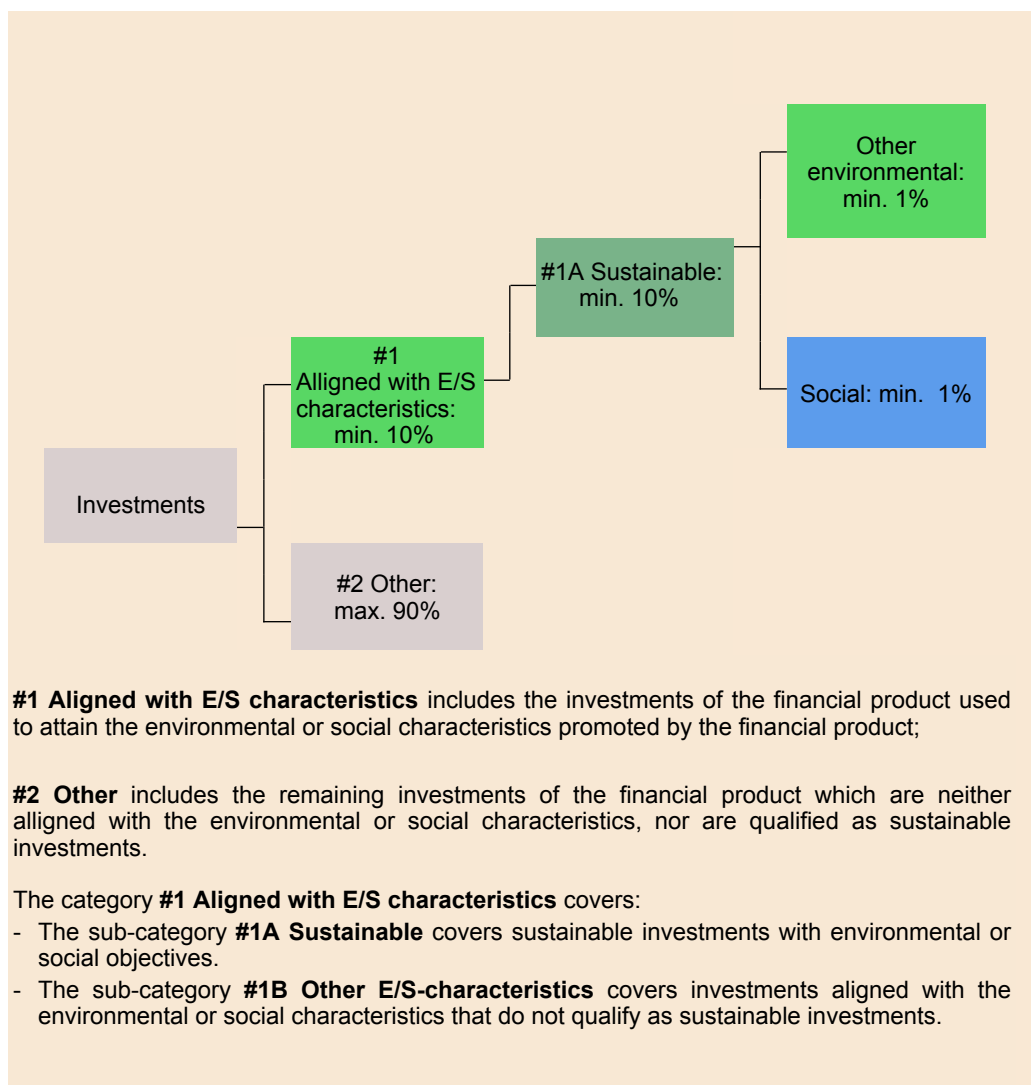 Other
environmental:
min. 1%
#1A Sustainable:
min. 10%
#1
Alligned with E/S
characteristics:
min. 10%
Social: min. 1%
Investments
#2 Other:
max. 90%
#1 Aligned with E/S characteristics includes the investments of the financial product used
to attain the environmental or social characteristics promoted by the financial product;
#2 Other includes the remaining investments of the financial product which are neither
alligned with the environmental or social characteristics, nor are qualified as sustainable
investments.
The category #1 Aligned with E/S characteristics covers:
- The sub-category #1A Sustainable covers sustainable investments with environmental or
social objectives.
- The sub-category #1B Other E/S-characteristics covers investments aligned with the
environmental or social characteristics that do not qualify as sustainable investments.